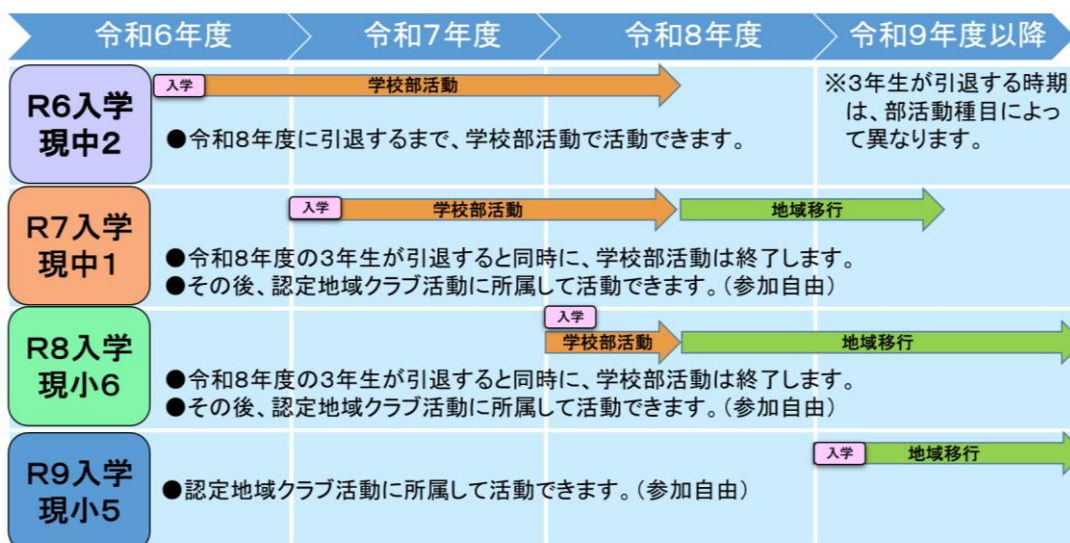 令和6年度
令和7年度
令和8年度
令和9年度以降
R6入学
現中2
入学
学校部活動
●令和8年度に引退するまで、学校部活動で活動できます。
※3年生が引退する時期
は、部活動種目によっ
て異なります。
R7入学
現中1
入学
学校部活動
地域移行
●令和8年度の3年生が引退すると同時に、学校部活動は終了します。
●その後、認定地域クラブ活動に所属して活動できます。(参加自由)
R8入学
現小6
入学
学校部活動
地域移行
●令和8年度の3年生が引退すると同時に、学校部活動は終了します。
●その後、認定地域クラブ活動に所属して活動できます。(参加自由)
R9入学
現小5
入学
地域移行
●認定地域クラブ活動に所属して活動できます。(参加自由)